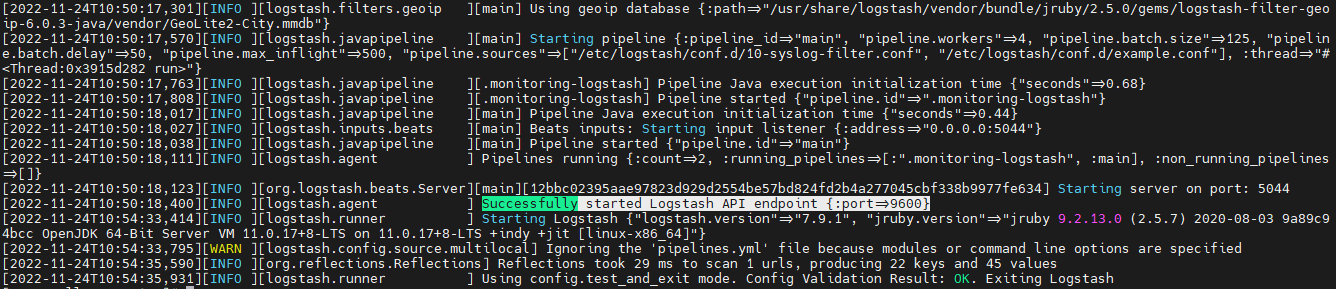 [2022-11-24T10:50:17,301][INFO ][logstash.filters.geoip   ][main] Using geoip database {:path=>"/usr/share/logstash/vendor/bundle/jruby/2.5.0/gems/logstash-filter-geo
ip-6.0.3-java/vendor/GeoLite2-City.mmdb"}
[2022-11-24T10:50:17,570][INFO ][logstash.javapipeline    ][main] Starting pipeline {:pipeline_id=>"main", "pipeline.workers"=>4, "pipeline.batch.size"=>125, "pipelin
e.batch.delay"=>50, "pipeline.max_inflight"=>500, "pipeline.sources"=>["/etc/logstash/conf.d/10-syslog-filter.conf", "/etc/logstash/conf.d/example.conf"], :thread=>"#
<Thread:0x3915d282 run>"}
[2022-11-24T10:50:17,763][INFO ][logstash.javapipeline    ][.monitoring-logstash] Pipeline Java execution initialization time {"seconds"=>0.68}
[2022-11-24T10:50:17,808][INFO ][logstash.javapipeline    ][.monitoring-logstash] Pipeline started {"pipeline.id"=>".monitoring-logstash"}
[2022-11-24T10:50:18,017][INFO ][logstash.javapipeline    ][main] Pipeline Java execution initialization time {"seconds"=>0.44}
[2022-11-24T10:50:18,027][INFO ][logstash.inputs.beats    ][main] Beats inputs: Starting input listener {:address=>"0.0.0.0:5044"}
[2022-11-24T10:50:18,038][INFO ][logstash.javapipeline    ][main] Pipeline started {"pipeline.id"=>"main"}
[2022-11-24T10:50:18,111][INFO ][logstash.agent           ] Pipelines running {:count=>2, :running_pipelines=>[:".monitoring-logstash", :main], :non_running_pipelines
=>[]}
[2022-11-24T10:50:18,123][INFO ][org.logstash.beats.Server][main][12bbc02395aae97823d929d2554be57bd824fd2b4a277045cbf338b9977fe634] Starting server on port: 5044
[2022-11-24T10:50:18,400][INFO ][logstash.agent           ] Successfully started Logstash API endpoint {:port=>9600}
[2022-11-24T10:54:33,414][INFO ][logstash.runner          ] Starting Logstash {"logstash.version"=>"7.9.1", "jruby.version"=>"jruby 9.2.13.0 (2.5.7) 2020-08-03 9a89c9
4bcc OpenJDK 64-Bit Server VM 11.0.17+8-LTS on 11.0.17+8-LTS +indy +jit [linux-x86_64]"}
[2022-11-24T10:54:33,795][WARN ][logstash.config.source.multilocal] Ignoring the 'pipelines.yml' file because modules or command line options are specified
[2022-11-24T10:54:35,590][INFO ][org.reflections.Reflections] Reflections took 29 ms to scan 1 urls, producing 22 keys and 45 values
[2022-11-24T10:54:35,931][INFO ][logstash.runner          ] Using config.test_and_exit mode. Config Validation Result: OK. Exiting Logstash